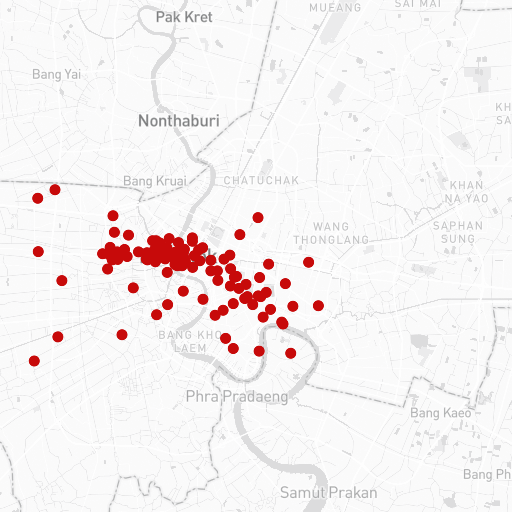 SAI MAI
MUEANG
Pak Kret
Bang Yai
Nonthaburi
Bang Kruai
CHATUCHAK
KHAN
NA YAO
WANG
THONGLANG
SAPHAN
SUNG
BANG KHO
LAEM
Phra Pradaeng
Bang Kaeo
Bang Ph
Samut Prakan